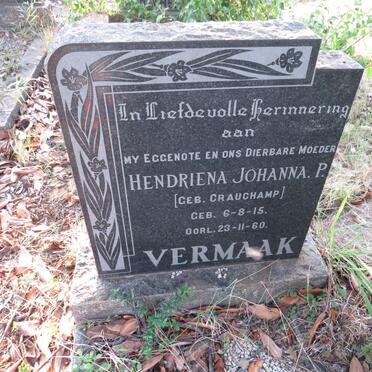 In Liefdevolle Herinnering
aan
MY EGGENOTE EN ONS DIERBARE MOEDER
HENDRIENA JOHANNA. P.
[GEB. CRAUCHAMP]
GEB. 6-8-15.
OORL. 23-11-60.
VERMAAK